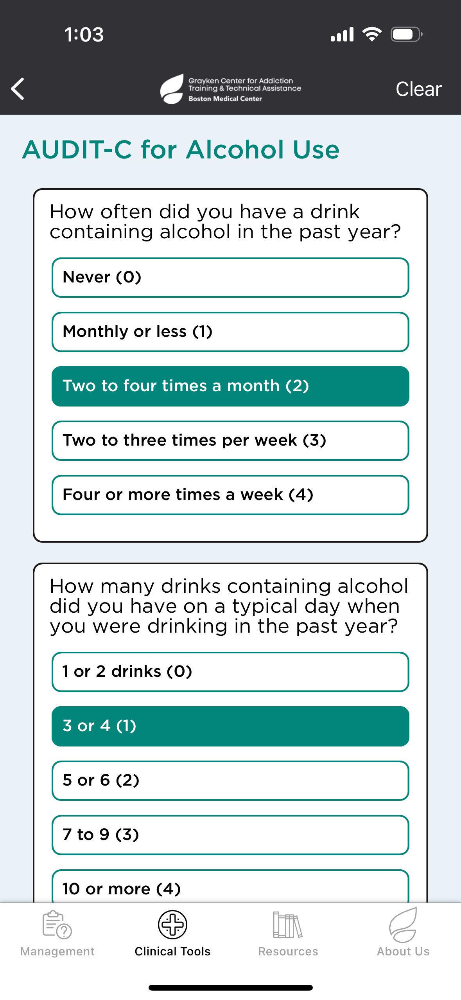 1:03
Grayken Center for Addiction
Training & Technical Assistance
Boston Medical Center
Clear
AUDIT-C for Alcohol Use
How often did you have a drink
containing alcohol in the past year?
Never (0)
Monthly or less (1)
Two to four times a month (2)
Two to three times per week (3)
Four or more times a week (4)
How many drinks containing alcohol
did you have on a typical day when
you were drinking in the past year?
1 or 2 drinks (0)
3 or 4 (1)
5 or 6 (2)
7 to 9 (3)
10 or more (4)
Management
Clinical Tools
Resources
About Us